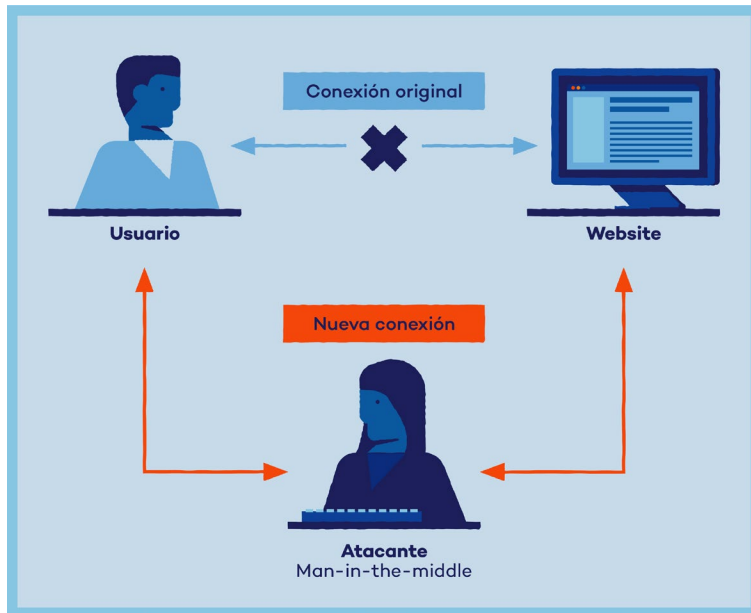 Conexión original
Usuario
Website
Nueva conexión
Atacante
Man-in-the-middle